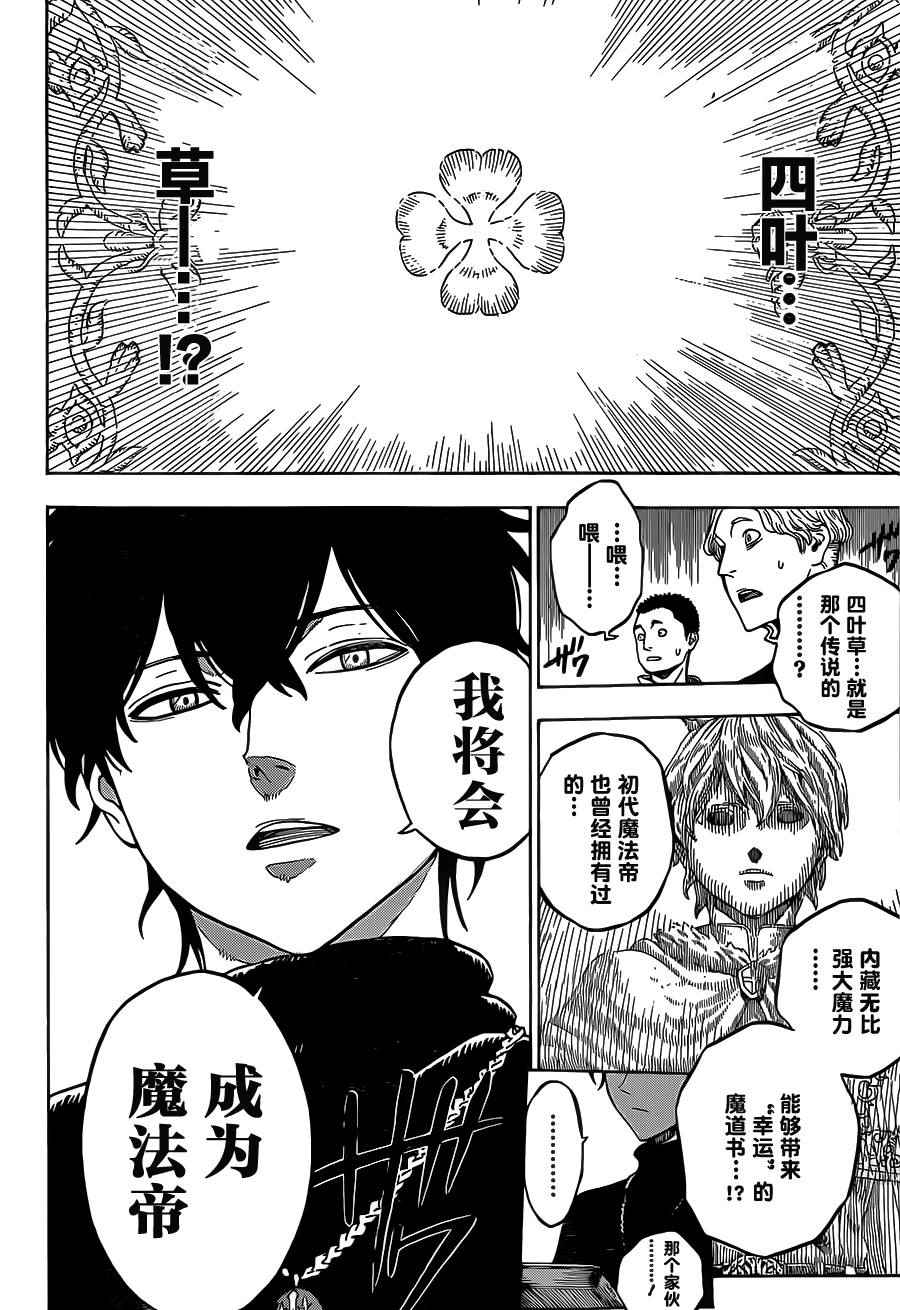 四叶…
草——…
…!?
四叶草…就是
那个传说的
…………?
…喂…
喂——
……
初代魔法帝
也曾经拥有过
的…
内藏无比
强大魔力
……
能够带来
“幸运”的
魔道书…!?
………
那个家伙
………!
我将会
成为
魔法帝